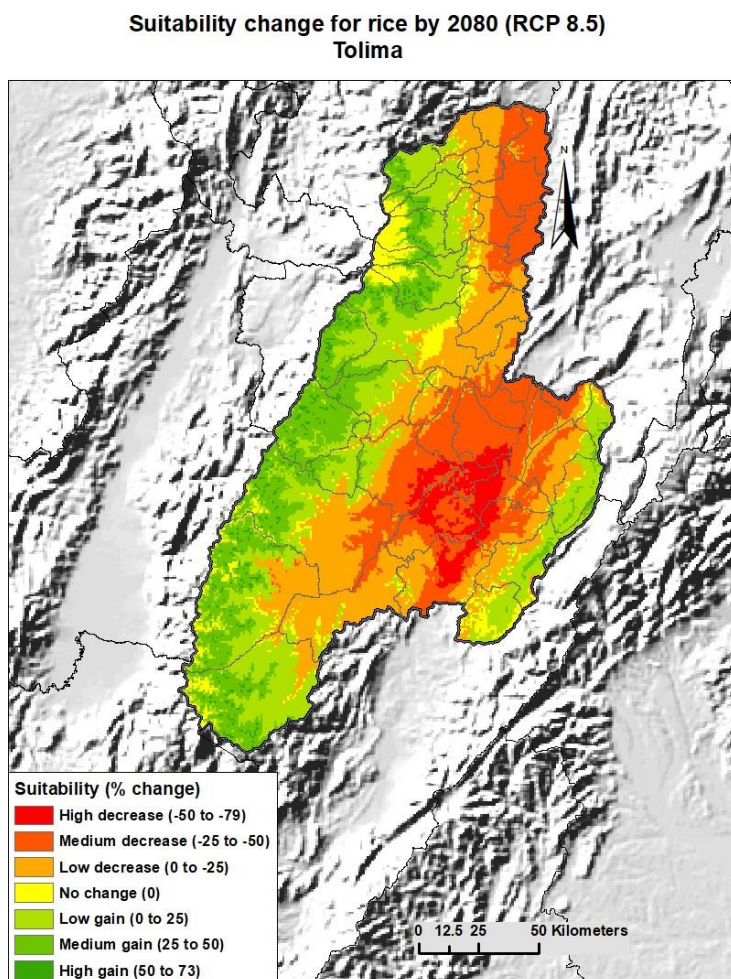 Suitability change for rice by 2080 (RCP 8.5)
Tolima
N
Suitability (% change)
High decrease (-50 to -79)
Medium decrease (-25 to -50)
Low decrease (0 to -25)
No change (0)
Low gain (0 to 25)
Medium gain (25 to 50)
High gain (50 to 73)
0 12.5 25 50 Kilometers